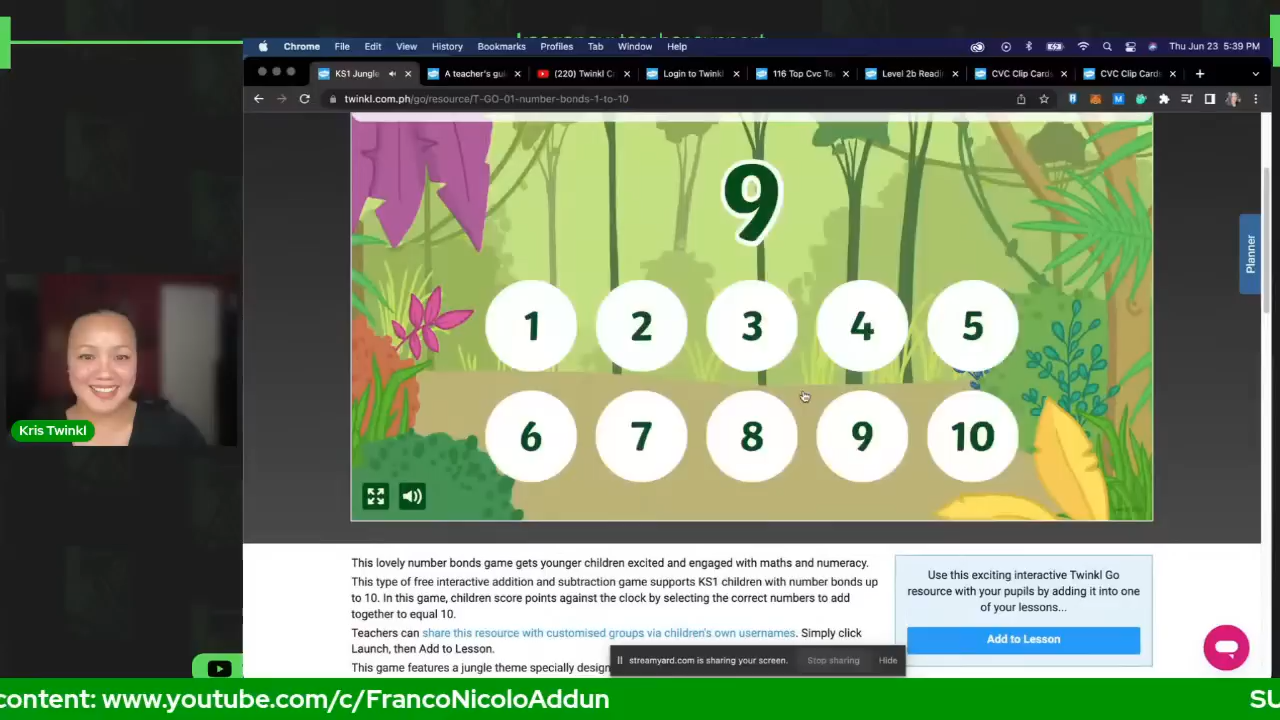 Chrome File Edit View History Bookmarks Profiles Tab Window Help Thu Jun 23 5:39 PM
KS1 Jungle A teacher's gui (220) Twinkl C Login to Twinkl 116 Top Cvc Te Level 2b Readi CVC Clip Cards CVC Clip Cards
twinkl.com.ph/go/resource/T-GO-01-number-bonds-1-to-10
9
1 2 3 4 5
6 7 8 9 10
Planner
Kris Twinkl
This lovely number bonds game gets younger children excited and engaged with maths and numeracy.
This type of free interactive addition and subtraction game supports KS1 children with number bonds up
to 10. In this game, children score points against the clock by selecting the correct numbers to add
together to equal 10.
Teachers can share this resource with customised groups via children's own usernames. Simply click
Launch, then Add to Lesson.
This game features a jungle theme specially design
Use this exciting interactive Twinkl Go
resource with your pupils by adding it into one
of your lessons...
Add to Lesson
streamyard.com is sharing your screen. Stop sharing Hide
content: www.youtube.com/c/FrancoNicoloAddun
SU